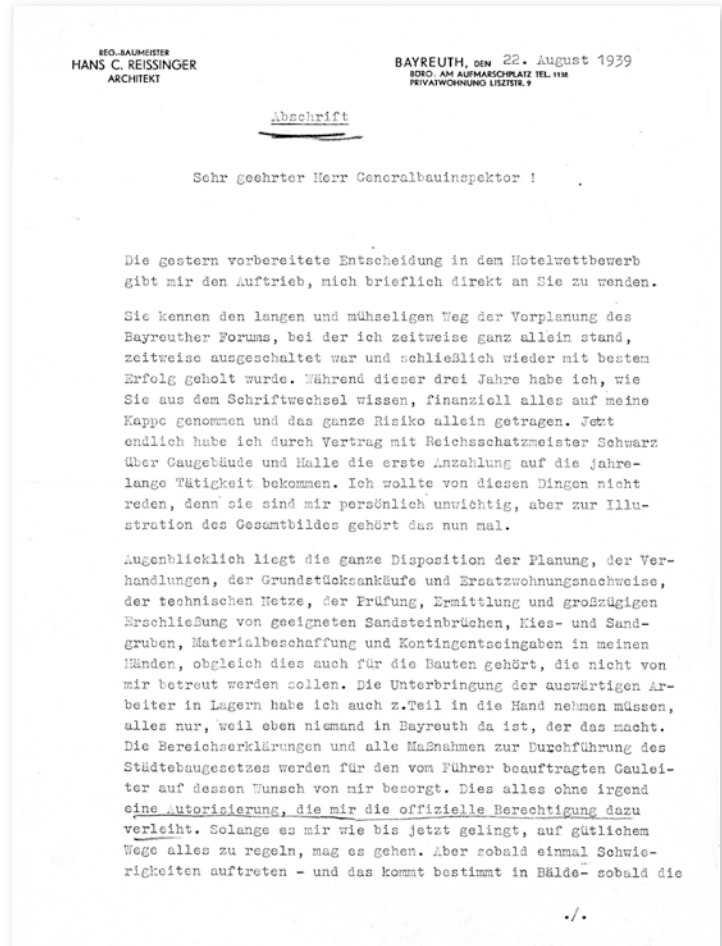 REG.-BAUMEISTER
HANS C. REISSINGER
ARCHITEKT
BAYREUTH, DEN 22. August 1939
BÜRO: AM AUFMARSCHPLATZ TEL. 1138
PRIVATWOHNUNG LISZTSTR. 9
Abschrift
Sehr geehrter Herr Generalbauinspektor !
Die gestern vorbereitete Entscheidung in dem Hotelwettbewerb
gibt mir den Auftrieb, mich brieflich direkt an Sie zu wenden.
Sie kennen den langen und mühseligen Weg der Vorplanung des
Bayreuther Forums, bei der ich zeitweise ganz allein stand,
zeitweise ausgeschaltet war und schließlich wieder mit bestem
Erfolg geholt wurde. Während dieser drei Jahre habe ich, wie
Sie aus dem Schriftwechsel wissen, finanziell alles auf meine
Kappe genommen und das ganze Risiko allein getragen. Jetzt
endlich habe ich durch Vertrag mit Reichsschatzmeister Schwarz
über Gaugebäude und Halle die erste Anzahlung auf die jahre-
lange Tätigkeit bekommen. Ich wollte von diesen Dingen nicht
reden, denn sie sind mir persönlich unwichtig, aber zur Illu-
stration des Gesamtbildes gehört das nun mal.
Augenblicklich liegt die ganze Disposition der Planung, der Ver-
handlungen, der Grundstücksankäufe und Ersatzwohnungsnachweise,
der technischen Netze, der Prüfung, Ermittlung und großzügigen
Erschließung von geeigneten Sandsteinbrüchen, Kies- und Sand-
gruben, Materialbeschaffung und Kontingentseingaben in meinen
Händen, obgleich dies auch für die Bauten gehört, die nicht von
mir betreut werden sollen. Die Unterbringung der auswärtigen Ar-
beiter in Lagern habe ich auch z.Teil in die Hand nehmen müssen,
alles nur, weil eben niemand in Bayreuth da ist, der das macht.
Die Bereichserklärungen und alle Maßnahmen zur Durchführung des
Städtebaugesetzes werden für den vom Führer beauftragten Gaulei-
ter auf dessen Wunsch von mir besorgt. Dies alles ohne irgend
eine Autorisierung, die mir die offizielle Berechtigung dazu
verleiht. Solange es mir wie bis jetzt gelingt, auf gütlichem
Wege alles zu regeln, mag es gehen. Aber sobald einmal Schwie-
rigkeiten auftreten - und das kommt bestimmt in Bälde- sobald die
./.